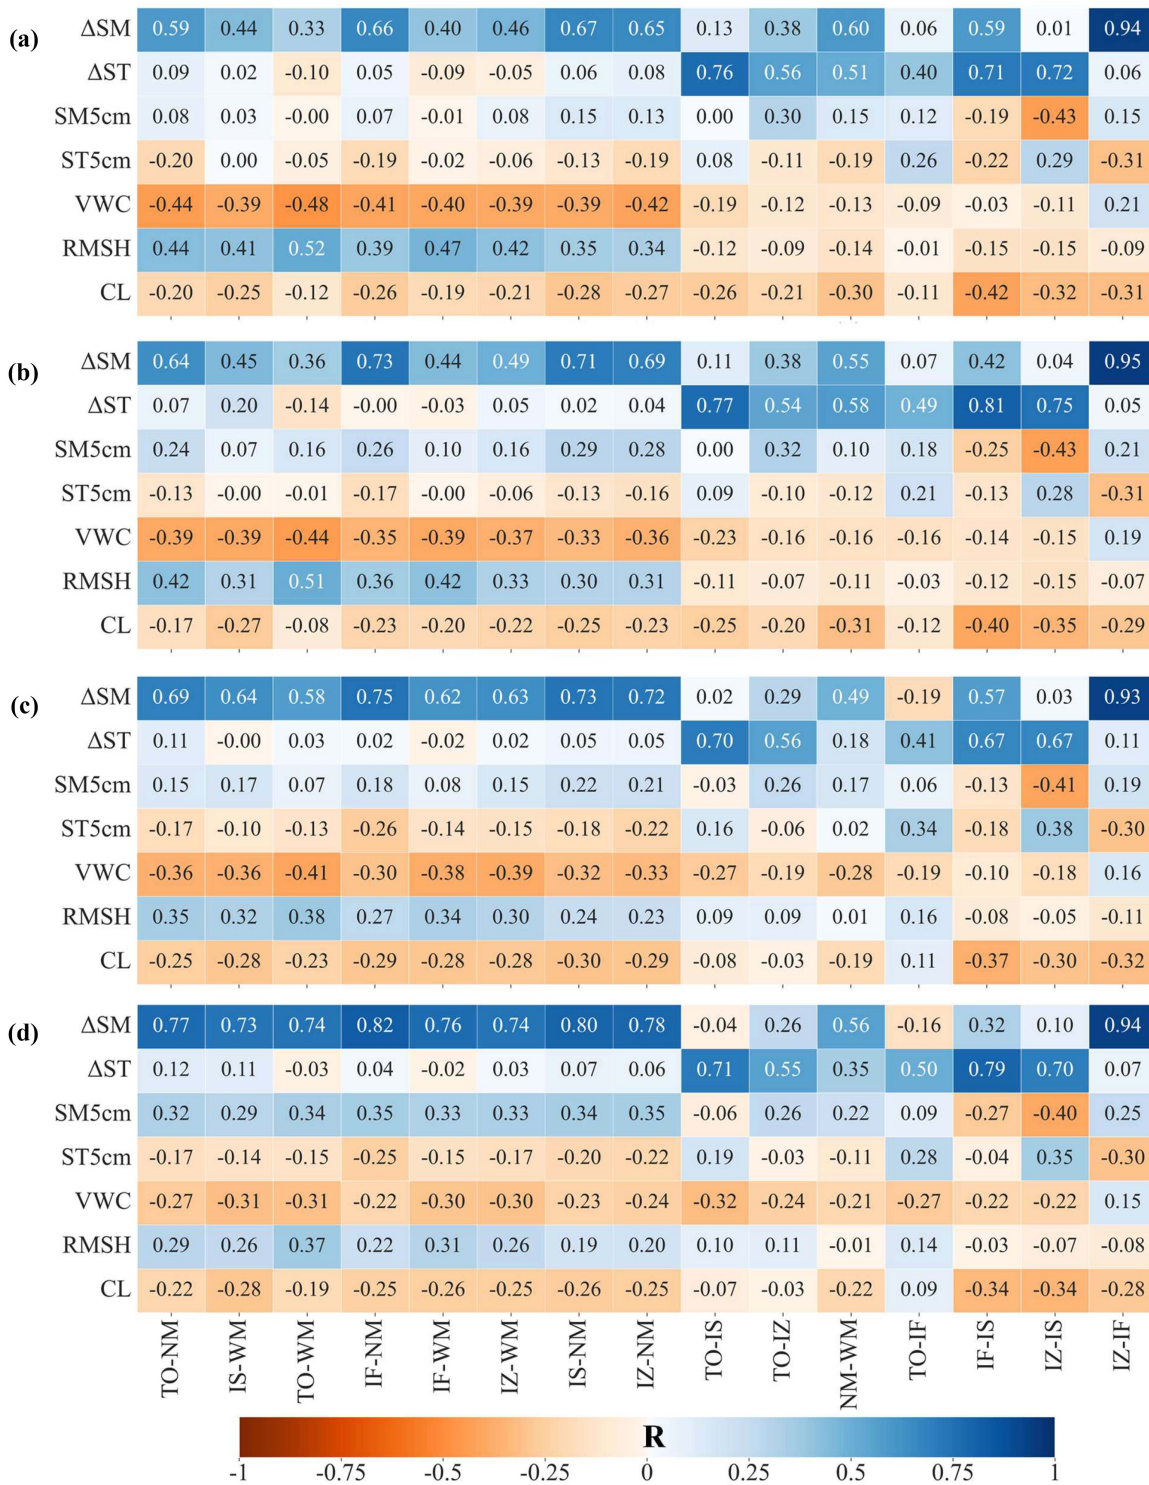 (a)
ΔSM 0.59 0.44 0.33 0.66 0.40 0.46 0.67 0.65 0.13 0.38 0.60 0.06 0.59 0.01 0.94
ΔST 0.09 0.02 -0.10 0.05 -0.09 -0.05 0.06 0.08 0.76 0.56 0.51 0.40 0.71 0.72 0.06
SM5cm 0.08 0.03 -0.00 0.07 -0.01 0.08 0.15 0.13 0.00 0.30 0.15 0.12 -0.19 -0.43 0.15
ST5cm -0.20 0.00 -0.05 -0.19 -0.02 -0.06 -0.13 -0.19 0.08 -0.11 -0.19 0.26 -0.22 0.29 -0.31
VWC -0.44 -0.39 -0.48 -0.41 -0.40 -0.39 -0.39 -0.42 -0.19 -0.12 -0.13 -0.09 -0.03 -0.11 0.21
RMSH 0.44 0.41 0.52 0.39 0.47 0.42 0.35 0.34 -0.12 -0.09 -0.14 -0.01 -0.15 -0.15 -0.09
CL -0.20 -0.25 -0.12 -0.26 -0.19 -0.21 -0.28 -0.27 -0.26 -0.21 -0.30 -0.11 -0.42 -0.32 -0.31
(b)
ΔSM 0.64 0.45 0.36 0.73 0.44 0.49 0.71 0.69 0.11 0.38 0.55 0.07 0.42 0.04 0.95
ΔST 0.07 0.20 -0.14 -0.00 -0.03 0.05 0.02 0.04 0.77 0.54 0.58 0.49 0.81 0.75 0.05
SM5cm 0.24 0.07 0.16 0.26 0.10 0.16 0.29 0.28 0.00 0.32 0.10 0.18 -0.25 -0.43 0.21
ST5cm -0.13 -0.00 -0.01 -0.17 -0.00 -0.06 -0.13 -0.16 0.09 -0.10 -0.12 0.21 -0.13 0.28 -0.31
VWC -0.39 -0.39 -0.44 -0.35 -0.39 -0.37 -0.33 -0.36 -0.23 -0.16 -0.16 -0.16 -0.14 -0.15 0.19
RMSH 0.42 0.31 0.51 0.36 0.42 0.33 0.30 0.31 -0.11 -0.07 -0.11 -0.03 -0.12 -0.15 -0.07
CL -0.17 -0.27 -0.08 -0.23 -0.20 -0.22 -0.25 -0.23 -0.25 -0.20 -0.31 -0.12 -0.40 -0.35 -0.29
(c)
ΔSM 0.69 0.64 0.58 0.75 0.62 0.63 0.73 0.72 0.02 0.29 0.49 -0.19 0.57 0.03 0.93
ΔST 0.11 -0.00 0.03 0.02 -0.02 0.02 0.05 0.05 0.70 0.56 0.18 0.41 0.67 0.67 0.11
SM5cm 0.15 0.17 0.07 0.18 0.08 0.15 0.22 0.21 -0.03 0.26 0.17 0.06 -0.13 -0.41 0.19
ST5cm -0.17 -0.10 -0.13 -0.26 -0.14 -0.15 -0.18 -0.22 0.16 -0.06 0.02 0.34 -0.18 0.38 -0.30
VWC -0.36 -0.36 -0.41 -0.30 -0.38 -0.39 -0.32 -0.33 -0.27 -0.19 -0.28 -0.19 -0.10 -0.18 0.16
RMSH 0.35 0.32 0.38 0.27 0.34 0.30 0.24 0.23 0.09 0.09 0.01 0.16 -0.08 -0.05 -0.11
CL -0.25 -0.28 -0.23 -0.29 -0.28 -0.28 -0.30 -0.29 -0.08 -0.03 -0.19 0.11 -0.37 -0.30 -0.32
(d)
ΔSM 0.77 0.73 0.74 0.82 0.76 0.74 0.80 0.78 -0.04 0.26 0.56 -0.16 0.32 0.10 0.94
ΔST 0.12 0.11 -0.03 0.04 -0.02 0.03 0.07 0.06 0.71 0.55 0.35 0.50 0.79 0.70 0.07
SM5cm 0.32 0.29 0.34 0.35 0.33 0.33 0.34 0.35 -0.06 0.26 0.22 0.09 -0.27 -0.40 0.25
ST5cm -0.17 -0.14 -0.15 -0.25 -0.15 -0.17 -0.20 -0.22 0.19 -0.03 -0.11 0.28 -0.04 0.35 -0.30
VWC -0.27 -0.31 -0.31 -0.22 -0.30 -0.30 -0.23 -0.24 -0.32 -0.24 -0.21 -0.27 -0.22 -0.22 0.15
RMSH 0.29 0.26 0.37 0.22 0.31 0.26 0.19 0.20 0.10 0.11 -0.01 0.14 -0.03 -0.07 -0.08
CL -0.22 -0.28 -0.19 -0.25 -0.26 -0.25 -0.26 -0.25 -0.07 -0.03 -0.22 0.09 -0.34 -0.34 -0.28
TO-NM IS-WM TO-WM IF-NM IF-WM IZ-WM IS-NM IZ-NM TO-IS TO-IZ NM-WM TO-IF IF-IS IZ-IS IZ-IF
R
-1 -0.75 -0.5 -0.25 0 0.25 0.5 0.75 1